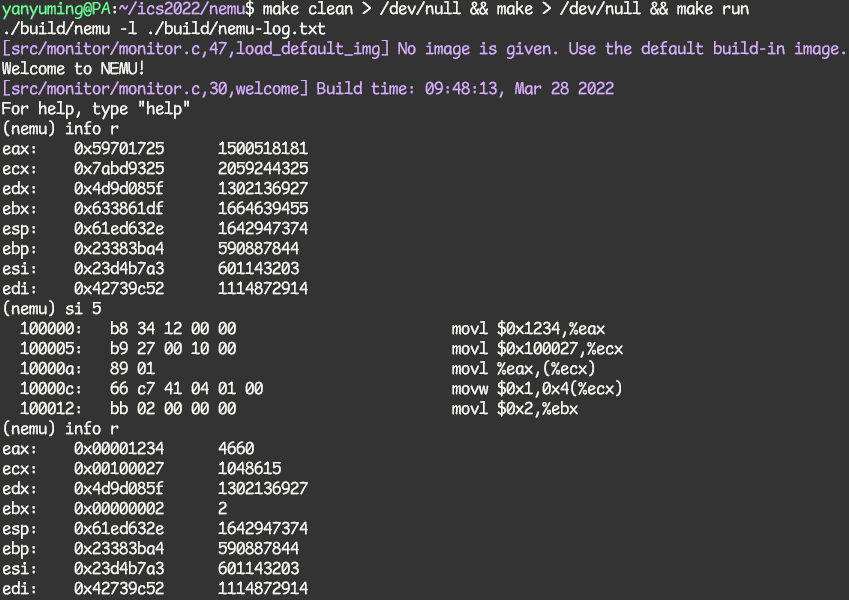 yanyuming@PA:~/ics2022/nemu$ make clean > /dev/null && make > /dev/null && make run
./build/nemu -l ./build/nemu-log.txt
[src/monitor/monitor.c,47,load_default_img] No image is given. Use the default build-in image.
Welcome to NEMU!
[src/monitor/monitor.c,30,welcome] Build time: 09:48:13, Mar 28 2022
For help, type "help"
(nemu) info r
eax:    0x59701725      1500518181
ecx:    0x7abd9325      2059244325
edx:    0x4d9d085f      1302136927
ebx:    0x633861df      1664639455
esp:    0x61ed632e      1642947374
ebp:    0x23383ba4      590887844
esi:    0x23d4b7a3      601143203
edi:    0x42739c52      1114872914
(nemu) si 5
  100000:   b8 34 12 00 00                        movl $0x1234,%eax
  100005:   b9 27 00 10 00                        movl $0x100027,%ecx
  10000a:   89 01                                 movl %eax,(%ecx)
  10000c:   66 c7 41 04 01 00                     movw $0x1,0x4(%ecx)
  100012:   bb 02 00 00 00                        movl $0x2,%ebx
(nemu) info r
eax:    0x00001234      4660
ecx:    0x00100027      1048615
edx:    0x4d9d085f      1302136927
ebx:    0x00000002      2
esp:    0x61ed632e      1642947374
ebp:    0x23383ba4      590887844
esi:    0x23d4b7a3      601143203
edi:    0x42739c52      1114872914